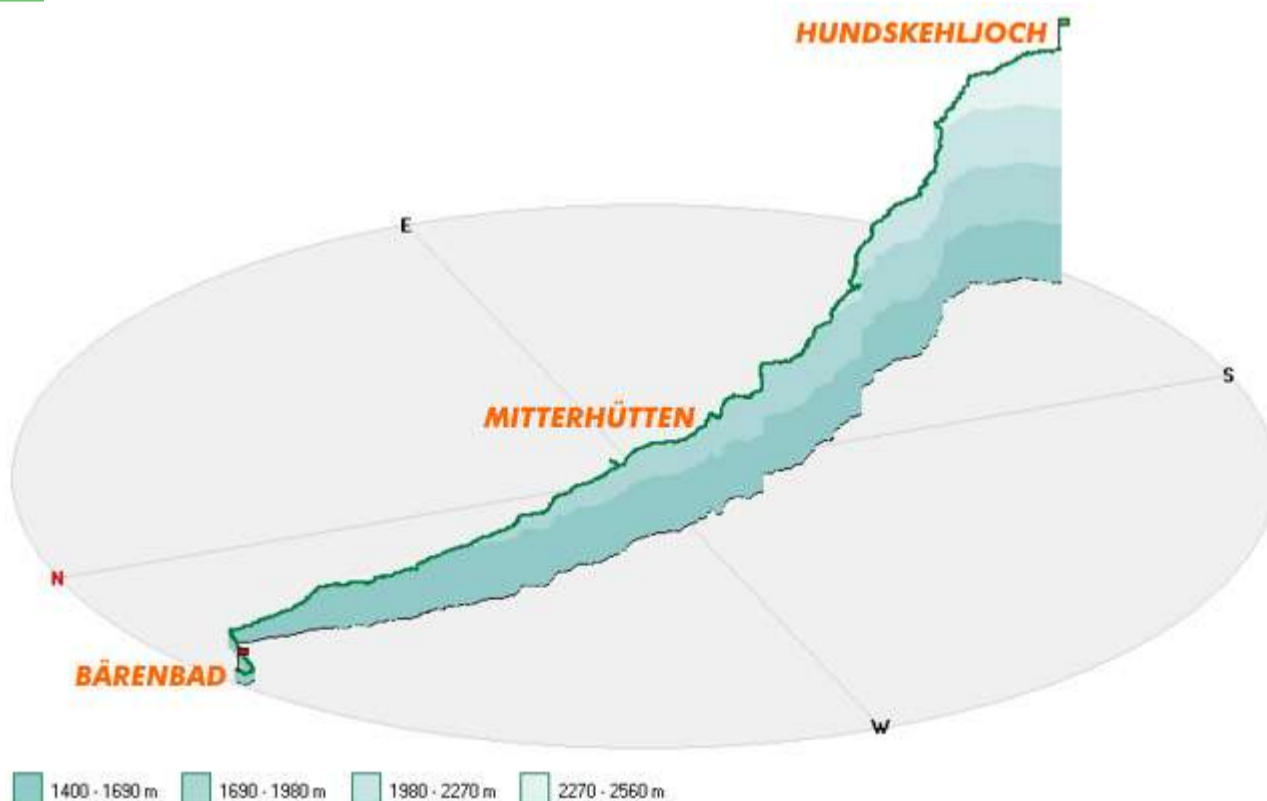 HUNDSKEHLJOCH
E
S
MITTERHÜTTEN
N
BÄRENBAD
W
1400 - 1690 m 1690 - 1980 m 1980 - 2270 m 2270 - 2560 m